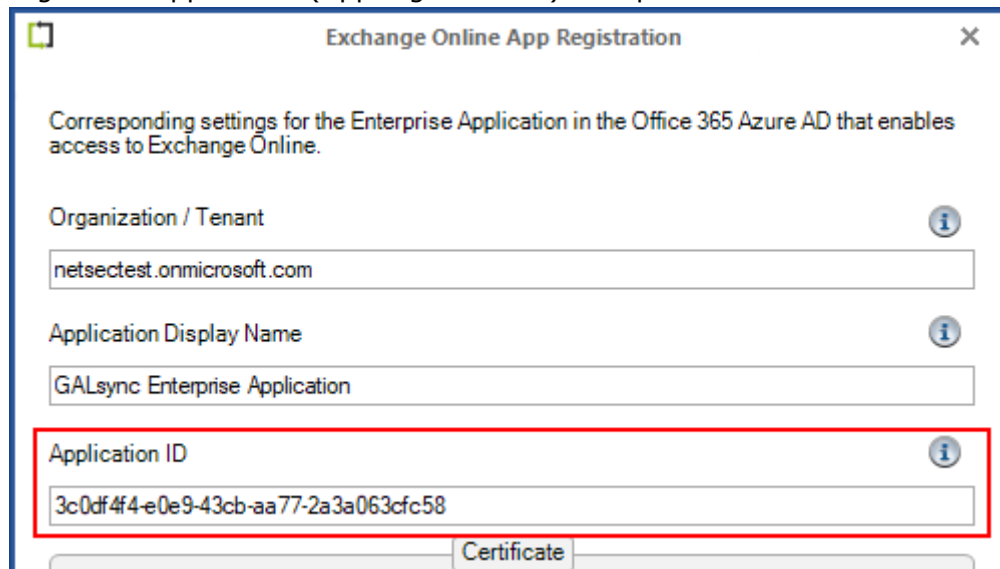 Exchange Online App Registration
Corresponding settings for the Enterprise Application in the Office 365 Azure AD that enables
access to Exchange Online.
Organization / Tenant
netsectest.onmicrosoft.com
Application Display Name
GALsync Enterprise Application
Application ID
3c0df4f4-e0e9-43cb-aa77-2a3a063cfc58
Certificate